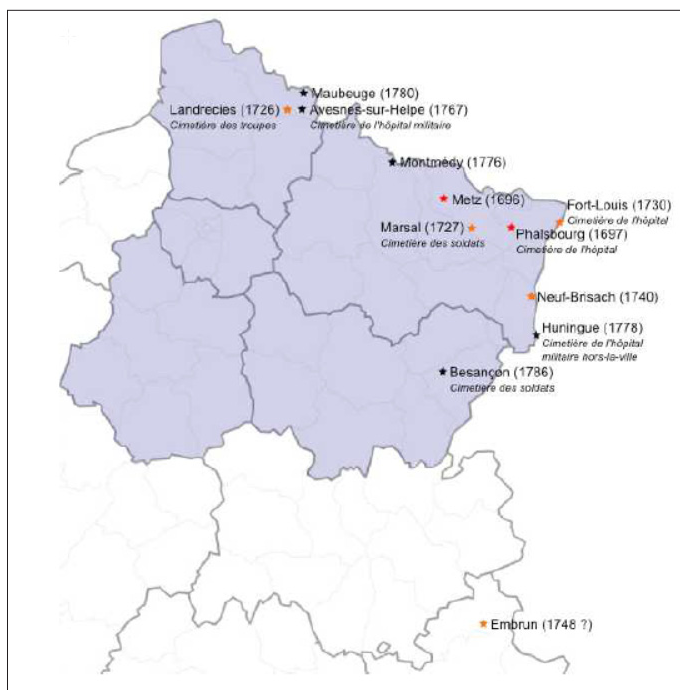 Maubeuge (1780)
Landrecies (1726)
Cimetière des troupes
Avesnes-sur-Helpe (1767)
Cimetière de l'hôpital militaire
Montmédy (1776)
Metz (1696)
Fort-Louis (1730)
Cimetière de l'hôpital
Marsal (1727)
Cimetière des soldats
Phalsbourg (1697)
Cimetière de l'hôpital
Neuf-Brisach (1740)
Huningue (1778)
Cimetière de l'hôpital
militaire hors-la-ville
Besançon (1786)
Cimetière des soldats
Embrun (1748 ?)